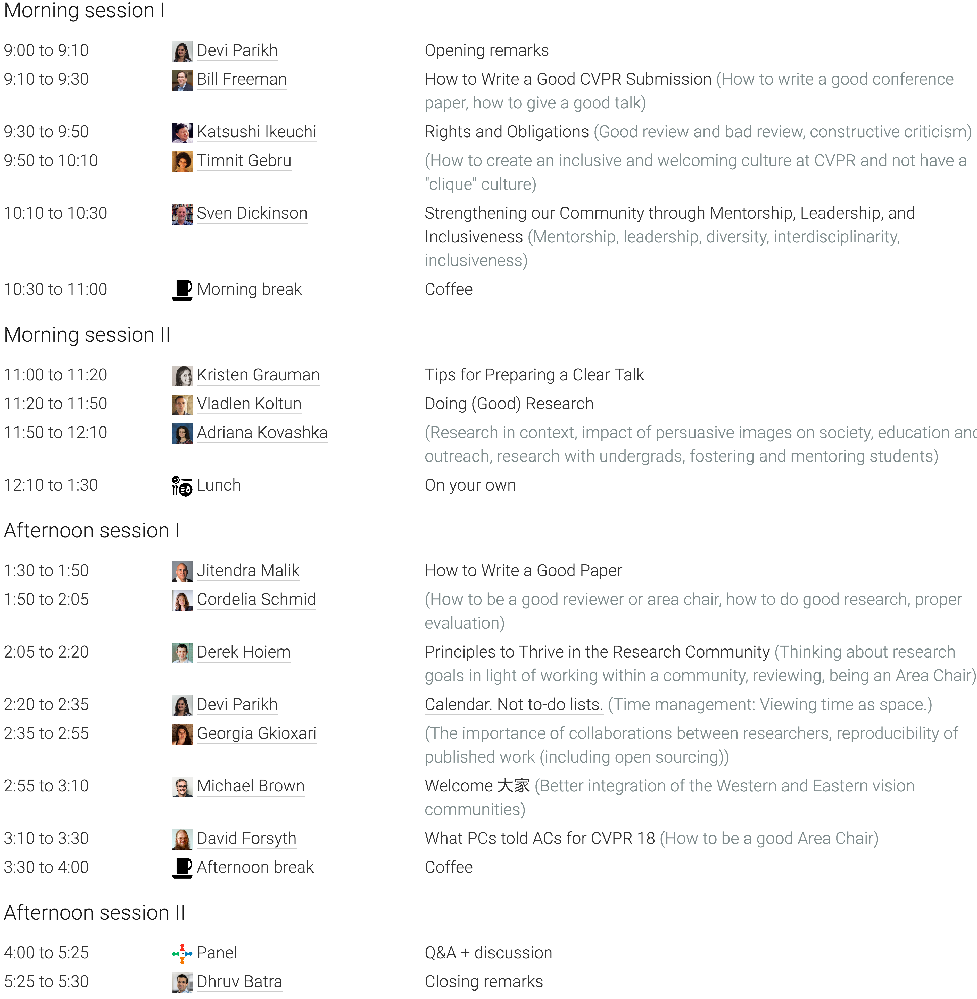 Morning session I
9:00 to 9:10 Devi Parikh Opening remarks
9:10 to 9:30 Bill Freeman How to Write a Good CVPR Submission (How to write a good conference
paper, how to give a good talk)
9:30 to 9:50 Katsushi Ikeuchi Rights and Obligations (Good review and bad review, constructive criticism)
9:50 to 10:10 Timnit Gebru (How to create an inclusive and welcoming culture at CVPR and not have a
"clique" culture)
10:10 to 10:30 Sven Dickinson Strengthening our Community through Mentorship, Leadership, and
Inclusiveness (Mentorship, leadership, diversity, interdisciplinarity,
inclusiveness)
10:30 to 11:00 Morning break Coffee
Morning session II
11:00 to 11:20 Kristen Grauman Tips for Preparing a Clear Talk
11:20 to 11:50 Vladlen Koltun Doing (Good) Research
11:50 to 12:10 Adriana Kovashka (Research in context, impact of persuasive images on society, education and
outreach, research with undergrads, fostering and mentoring students)
12:10 to 1:30 Lunch On your own
Afternoon session I
1:30 to 1:50 Jitendra Malik How to Write a Good Paper
1:50 to 2:05 Cordelia Schmid (How to be a good reviewer or area chair, how to do good research, proper
evaluation)
2:05 to 2:20 Derek Hoiem Principles to Thrive in the Research Community (Thinking about research
goals in light of working within a community, reviewing, being an Area Chair)
2:20 to 2:35 Devi Parikh Calendar. Not to-do lists. (Time management: Viewing time as space.)
2:35 to 2:55 Georgia Gkioxari (The importance of collaborations between researchers, reproducibility of
published work (including open sourcing))
2:55 to 3:10 Michael Brown Welcome 大家 (Better integration of the Western and Eastern vision
communities)
3:10 to 3:30 David Forsyth What PCs told ACs for CVPR 18 (How to be a good Area Chair)
3:30 to 4:00 Afternoon break Coffee
Afternoon session II
4:00 to 5:25 Panel Q&A + discussion
5:25 to 5:30 Dhruv Batra Closing remarks